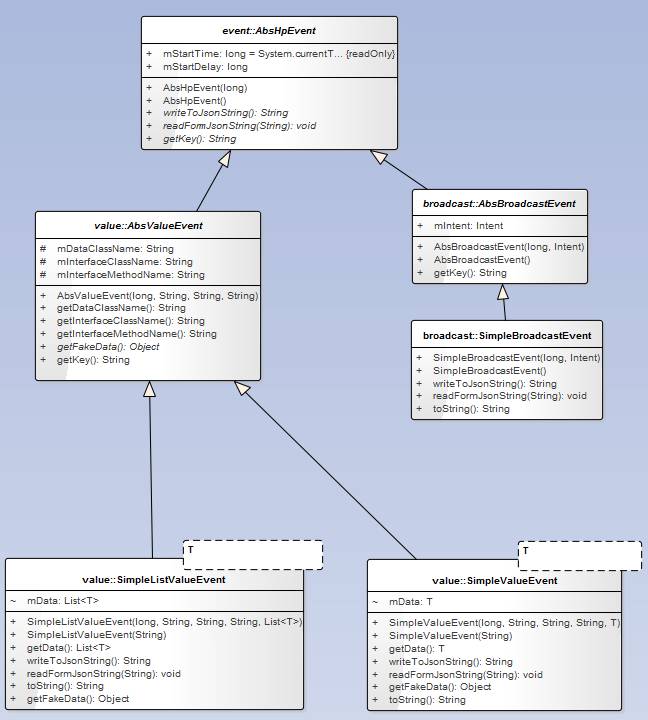 event::AbsHpEvent
+ mStartTime: long = System.currentT... {readOnly}
+ mStartDelay: long
+ AbsHpEvent(long)
+ AbsHpEvent()
+ writeToJsonString(): String
+ readFormJsonString(String): void
+ getKey(): String
broadcast::AbsBroadcastEvent
+ mIntent: Intent
+ AbsBroadcastEvent(long, Intent)
+ AbsBroadcastEvent()
+ getKey(): String
value::AbsValueEvent
# mDataClassName: String
# mInterfaceClassName: String
# mInterfaceMethodName: String
+ AbsValueEvent(long, String, String, String)
+ getDataClassName(): String
+ getInterfaceClassName(): String
+ getInterfaceMethodName(): String
+ getFakeData(): Object
+ getKey(): String
broadcast::SimpleBroadcastEvent
+ SimpleBroadcastEvent(long, Intent)
+ SimpleBroadcastEvent()
+ writeToJsonString(): String
+ readFormJsonString(String): void
+ toString(): String
T
value::SimpleListValueEvent
~ mData: List<T>
+ SimpleListValueEvent(long, String, String, String, List<T>)
+ SimpleListValueEvent(String)
+ getData(): List<T>
+ writeToJsonString(): String
+ readFormJsonString(String): void
+ toString(): String
+ getFakeData(): Object
T
value::SimpleValueEvent
~ mData: T
+ SimpleValueEvent(long, String, String, String, T)
+ SimpleValueEvent(String)
+ getData(): T
+ writeToJsonString(): String
+ readFormJsonString(String): void
+ getFakeData(): Object
+ toString(): String